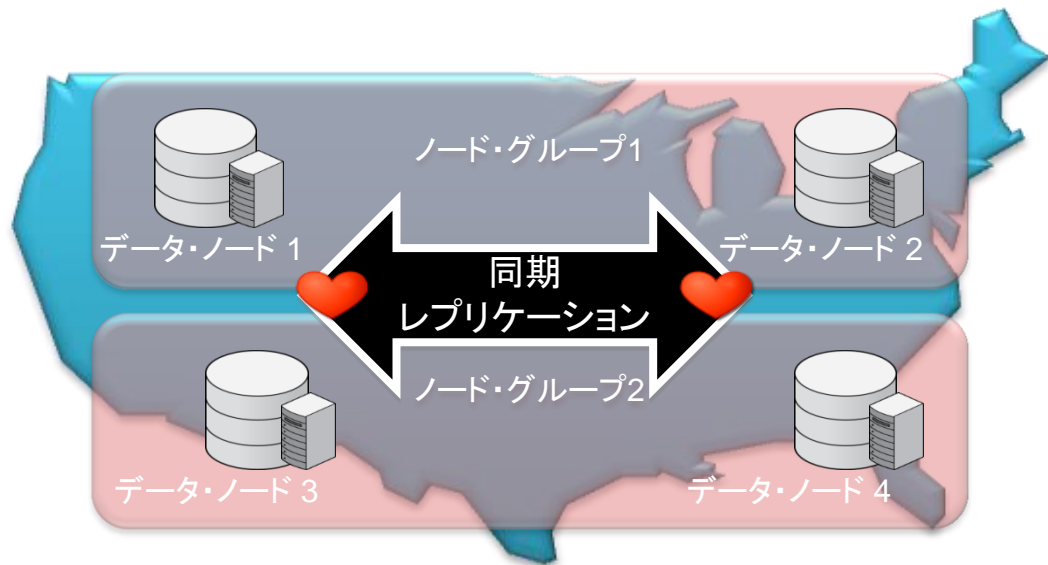 ノード・グループ1
データ・ノード 1
データ・ノード 2
同期
レプリケーション
ノード・グループ2
データ・ノード 3
データ・ノード 4